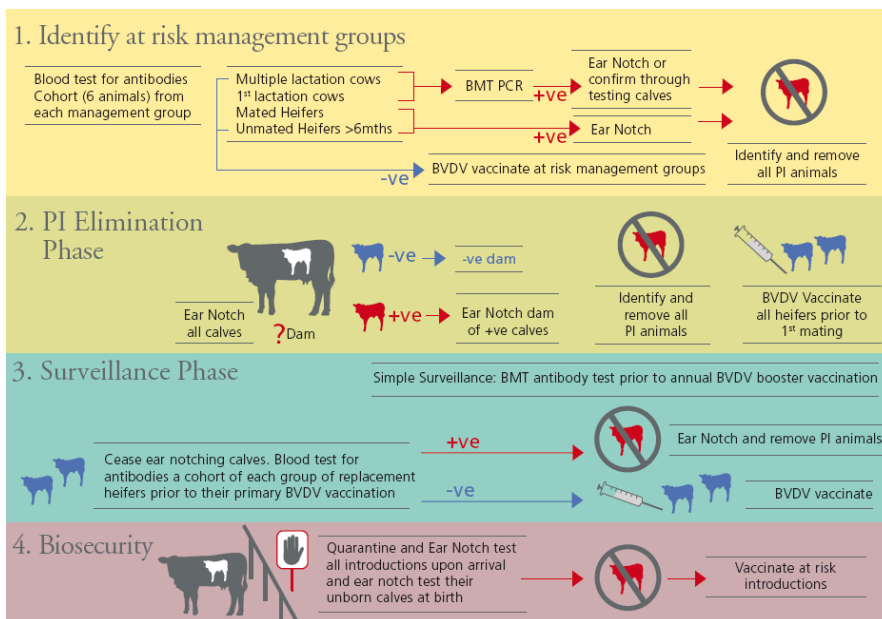 1. Identify at risk management groups
Blood test for antibodies
Cohort (6 animals) from
each management group
Multiple lactation cows
1st lactation cows
Mated Heifers
Unmated Heifers >6mths
BMT PCR
+ve
Ear Notch or
confirm through
testing calves
+ve
Ear Notch
-ve
BVDV vaccinate at risk management groups
Identify and remove
all PI animals
2. PI Elimination
Phase
Ear Notch
all calves
?Dam
-ve
-ve dam
+ve
Ear Notch dam
of +ve calves
Identify and
remove all
PI animals
BVDV Vaccinate
all heifers prior to
1st mating
3. Surveillance Phase
Simple Surveillance: BMT antibody test prior to annual BVDV booster vaccination
Cease ear notching calves. Blood test for
antibodies a cohort of each group of replacement
heifers prior to their primary BVDV vaccination
+ve
Ear Notch and remove PI animals
-ve
BVDV vaccinate
4. Biosecurity
Quarantine and Ear Notch test
all introductions upon arrival
and ear notch test their
unborn calves at birth
Vaccinate at risk
introductions